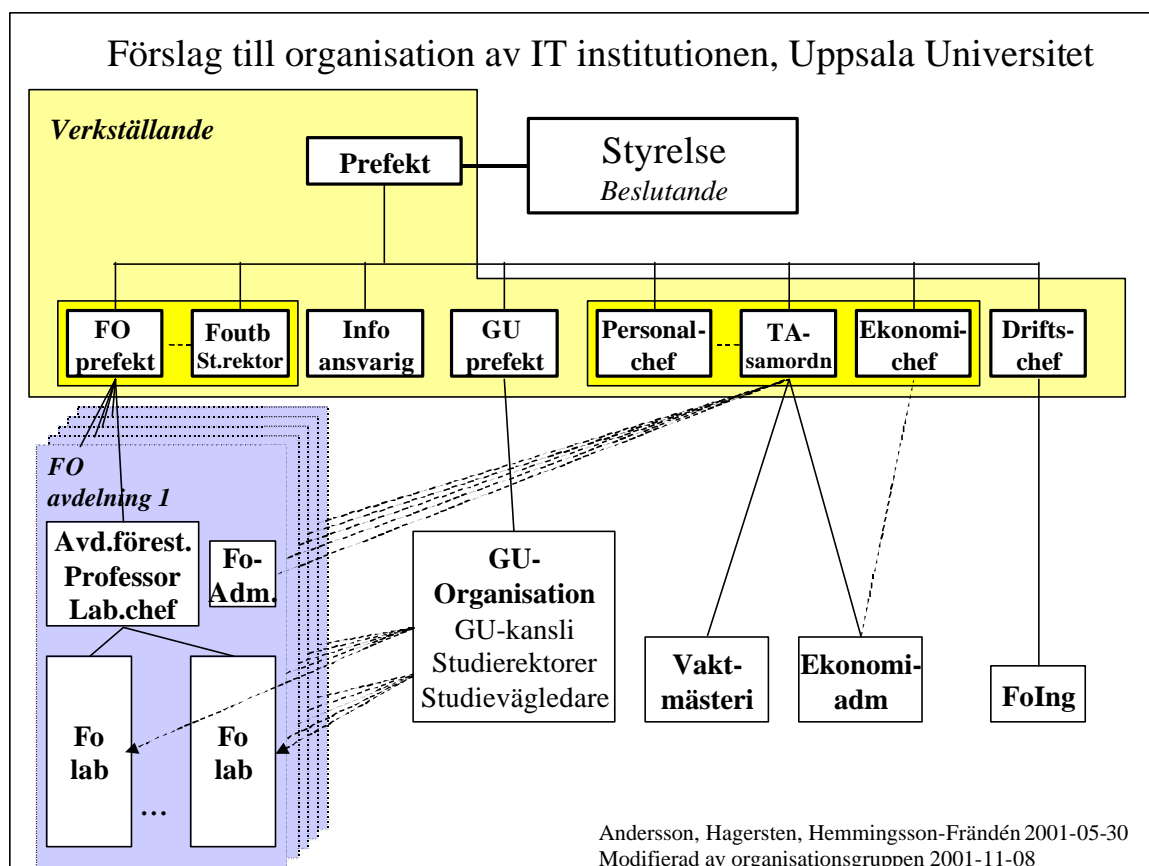 Förslag till organisation av IT institutionen, Uppsala Universitet
Verkställande
Prefekt
Styrelse
Beslutande
FO
prefekt
Foutb
St.rektor
Info
ansvarig
GU
prefekt
Personal-
chef
TA-
samordn
Ekonomi-
chef
Drifts-
chef
FO
avdelning 1
Avd.förest.
Professor
Lab.chef
Fo-
Adm.
GU-
Organisation
GU-kansli
Studierektorer
Studievägledare
Vakt-
mästeri
Ekonomi-
adm
FoIng
Fo
lab
...
Fo
lab
Andersson, Hagersten, Hemmingsson-Frändén 2001-05-30
Modifierad av organisationsgruppen 2001-11-08